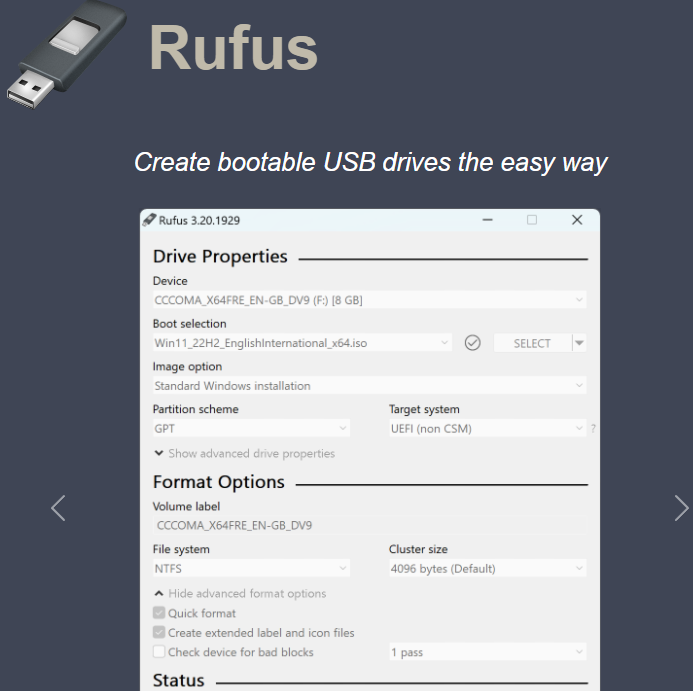 Rufus
Create bootable USB drives the easy way
Rufus 3.20.1929
Drive Properties
Device
CCCOMA_X64FRE_EN-GB_DV9 (F:) [8 GB]
Boot selection
Win11_22H2_EnglishInternational_x64.iso SELECT
Image option
Standard Windows installation
Partition scheme Target system
GPT UEFI (non CSM) ?
Show advanced drive properties
Format Options
Volume label
CCCOMA_X64FRE_EN-GB_DV9
File system Cluster size
NTFS 4096 bytes (Default)
Hide advanced format options
Quick format
Create extended label and icon files
Check device for bad blocks 1 pass
Status